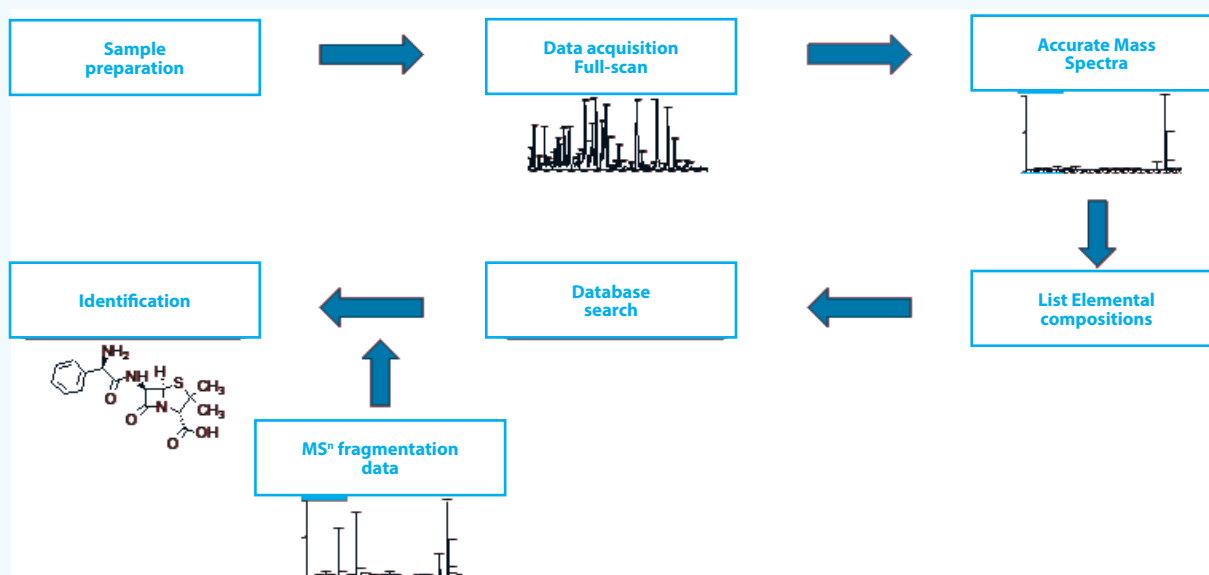 Sample
preparation
Data acquisition
Full-scan
Accurate Mass
Spectra
Identification
Database
search
List Elemental
compositions
NH₂
H
NH
S
CH₃
O
N
CH₃
O
OH
O
MSⁿ fragmentation
data